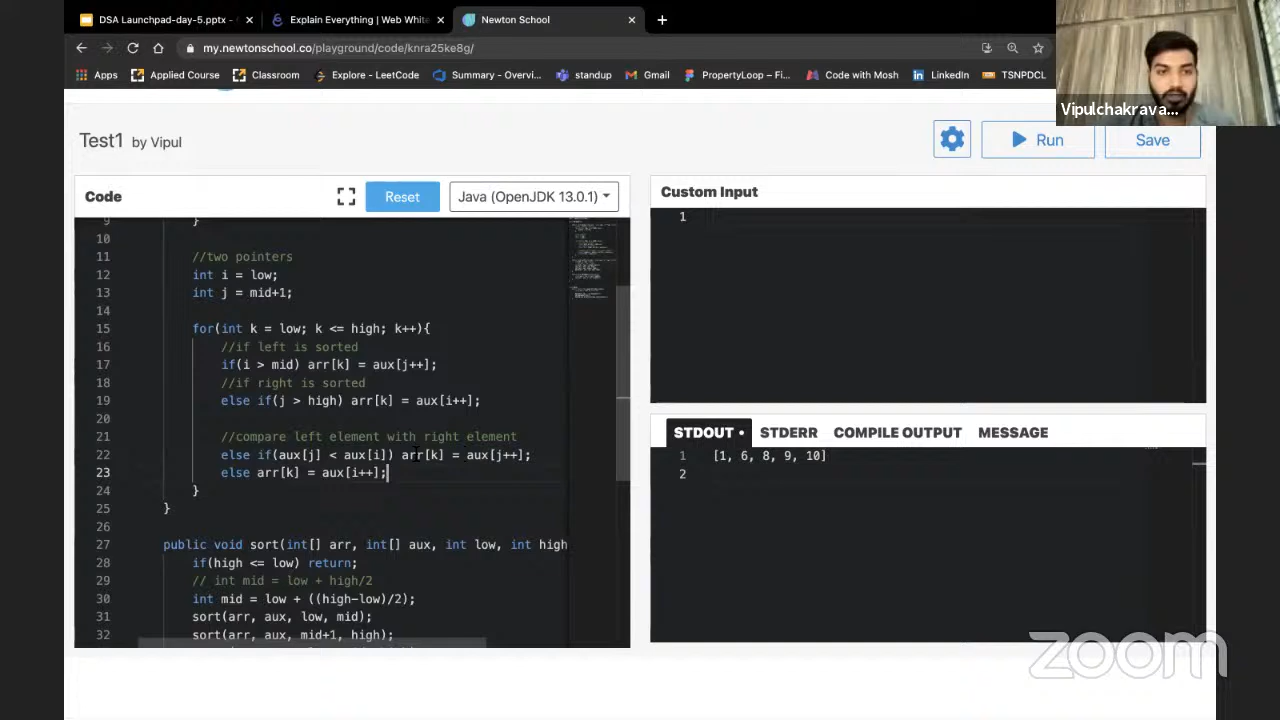 DSA Launchpad-day-5.pptx -
Explain Everything | Web White
Newton School
my.newtonschool.co/playground/code/knra25ke8g/
Apps
Applied Course
Classroom
Explore - LeetCode
Summary - Overvi...
standup
Gmail
PropertyLoop – Fi...
Code with Mosh
LinkedIn
TSNPDCL
Vipulchakrava...
Test1 by Vipul
Run
Save
Code
Reset
Java (OpenJDK 13.0.1)
9 }
10
11 //two pointers
12 int i = low;
13 int j = mid+1;
14
15 for(int k = low; k <= high; k++){
16 //if left is sorted
17 if(i > mid) arr[k] = aux[j++];
18 //if right is sorted
19 else if(j > high) arr[k] = aux[i++];
20
21 //compare left element with right element
22 else if(aux[j] < aux[i]) arr[k] = aux[j++];
23 else arr[k] = aux[i++];
24 }
25 }
26
27 public void sort(int[] arr, int[] aux, int low, int high
28 if(high <= low) return;
29 // int mid = low + high/2
30 int mid = low + ((high-low)/2);
31 sort(arr, aux, low, mid);
32 sort(arr, aux, mid+1, high);
Custom Input
1
STDOUT •
STDERR
COMPILE OUTPUT
MESSAGE
1 [1, 6, 8, 9, 10]
2
zoom